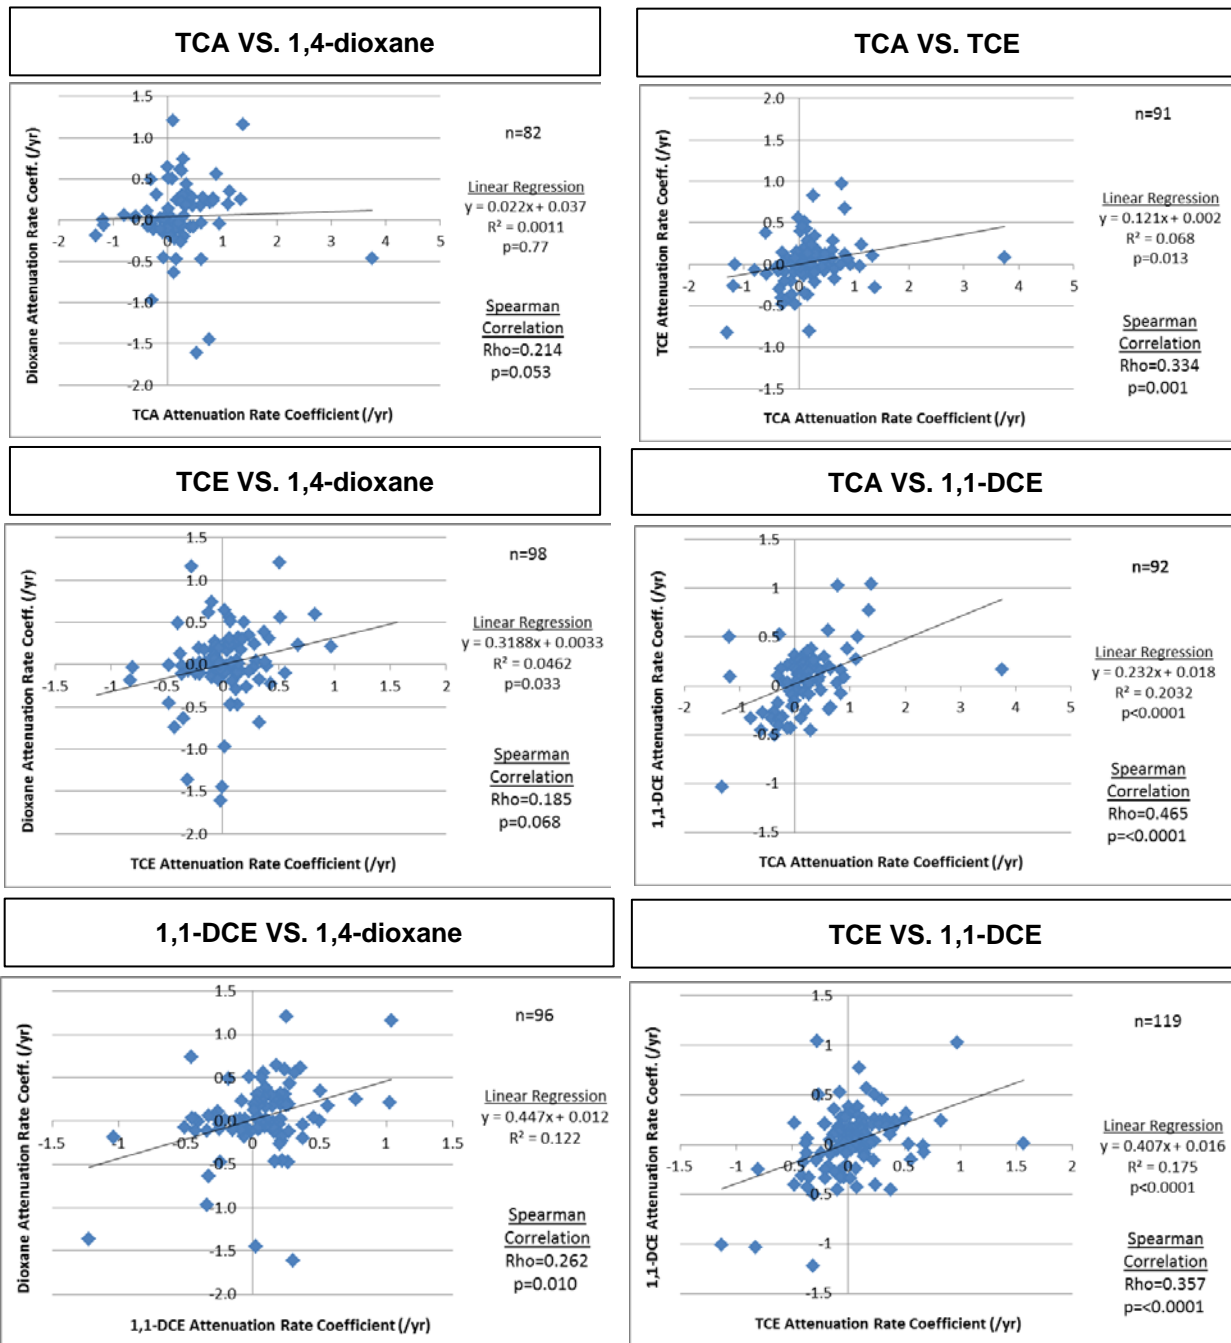 TCA VS. 1,4-dioxane
1.5
1.0
0.5
0.0
-0.5
-1.0
-1.5
-2.0
-2
-1
0
1
2
3
4
5
Dioxane Attenuation Rate Coeff. (/yr)
TCA Attenuation Rate Coefficient (/yr)
n=82
Linear Regression
y = 0.022x + 0.037
R² = 0.0011
p=0.77
Spearman
Correlation
Rho=0.214
p=0.053
TCA VS. TCE
2.0
1.5
1.0
0.5
0.0
-0.5
-1.0
-1.5
-2
-1
0
1
2
3
4
5
TCE Attenuation Rate Coeff. (/yr)
TCA Attenuation Rate Coefficient (/yr)
n=91
Linear Regression
y = 0.121x + 0.002
R² = 0.068
p=0.013
Spearman
Correlation
Rho=0.334
p=0.001
TCE VS. 1,4-dioxane
1.5
1.0
0.5
0.0
-0.5
-1.0
-1.5
-2.0
-1.5
-1
-0.5
0
0.5
1
1.5
2
Dioxane Attenuation Rate Coeff. (/yr)
TCE Attenuation Rate Coefficient (/yr)
n=98
Linear Regression
y = 0.3188x + 0.0033
R² = 0.0462
p=0.033
Spearman
Correlation
Rho=0.185
p=0.068
TCA VS. 1,1-DCE
1.5
1
0.5
0
-0.5
-1
-1.5
-2
-1
0
1
2
3
4
5
1,1-DCE Attenuation Rate Coeff. (/yr)
TCA Attenuation Rate Coefficient (/yr)
n=92
Linear Regression
y = 0.232x + 0.018
R² = 0.2032
p<0.0001
Spearman
Correlation
Rho=0.465
p=<0.0001
1,1-DCE VS. 1,4-dioxane
1.5
1.0
0.5
0.0
-0.5
-1.0
-1.5
-2.0
-1.5
-1
-0.5
0
0.5
1
1.5
Dioxane Attenuation Rate Coeff. (/yr)
1,1-DCE Attenuation Rate Coefficient (/yr)
n=96
Linear Regression
y = 0.447x + 0.012
R² = 0.122
Spearman
Correlation
Rho=0.262
p=0.010
TCE VS. 1,1-DCE
1.5
1
0.5
0
-0.5
-1
-1.5
-1.5
-1
-0.5
0
0.5
1
1.5
2
1,1-DCE Attenuation Rate Coeff. (/yr)
TCE Attenuation Rate Coefficient (/yr)
n=119
Linear Regression
y = 0.407x + 0.016
R² = 0.175
p<0.0001
Spearman
Correlation
Rho=0.357
p=<0.0001